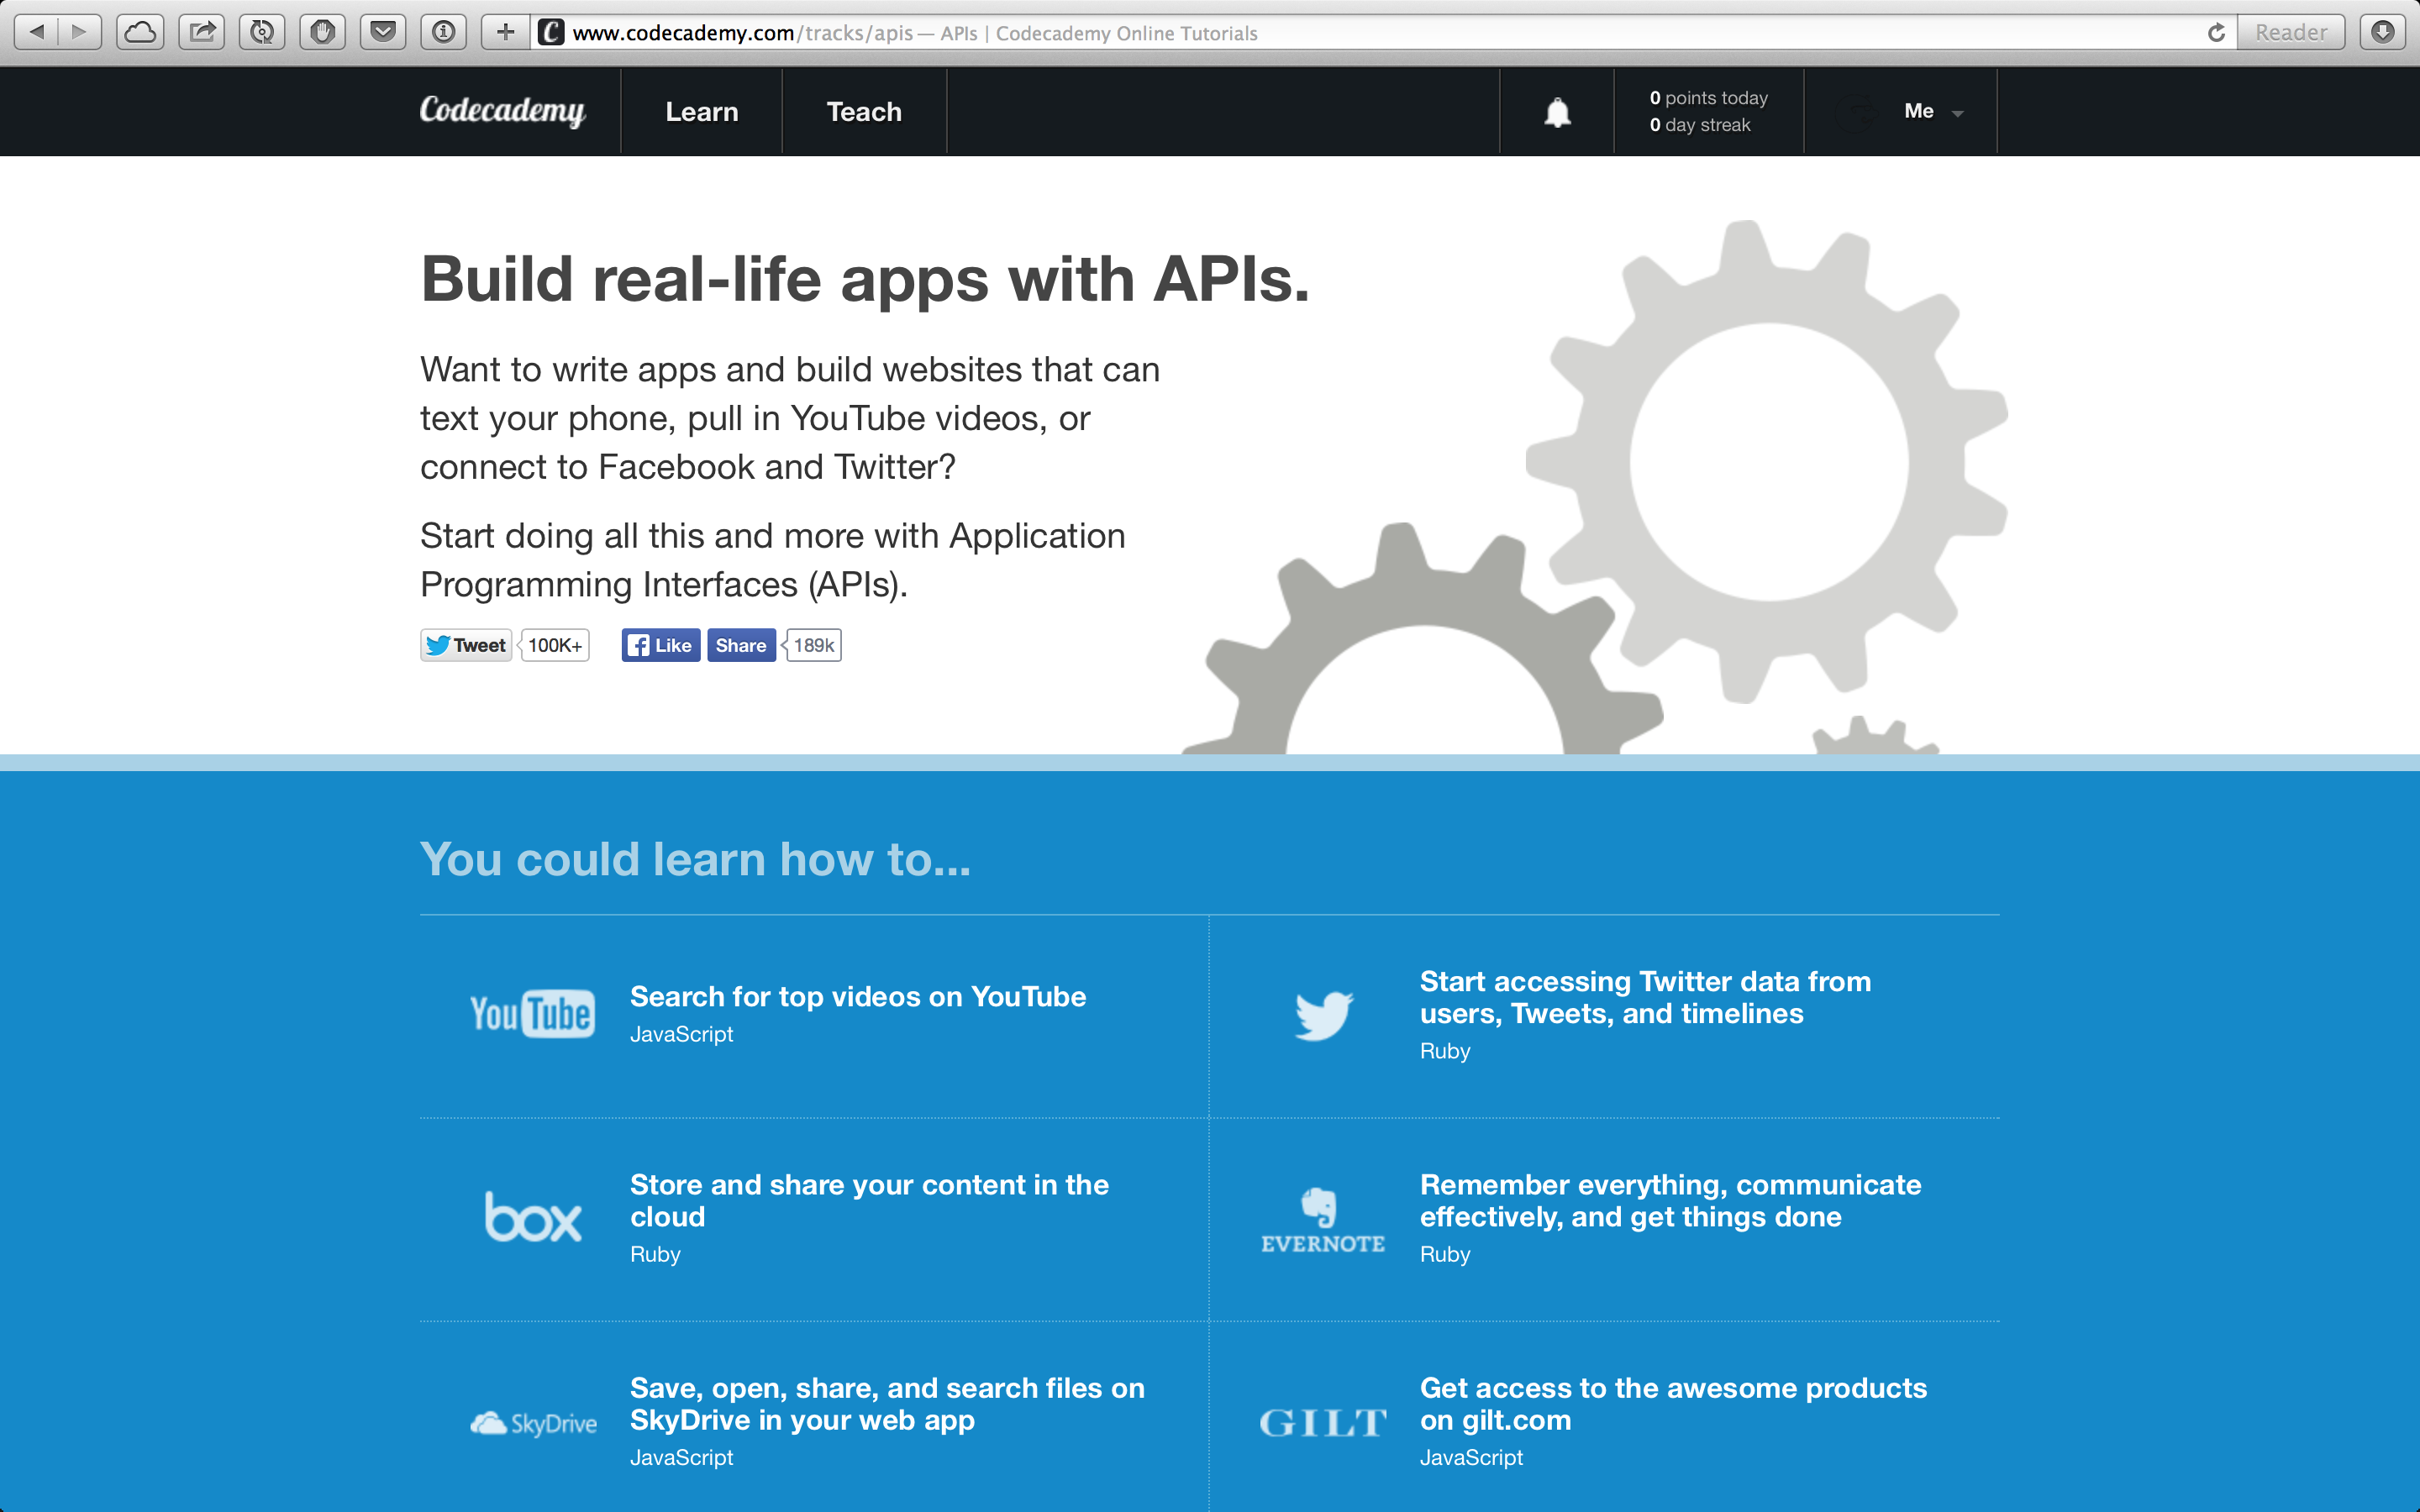 www.codecademy.com/tracks/apis — APIs | Codecademy Online Tutorials
Reader
Codecademy
Learn
Teach
0 points today
0 day streak
Me
Build real-life apps with APIs.
Want to write apps and build websites that can
text your phone, pull in YouTube videos, or
connect to Facebook and Twitter?
Start doing all this and more with Application
Programming Interfaces (APIs).
Tweet 100K+ Like Share 189k
You could learn how to...
YouTube
Search for top videos on YouTube
JavaScript
Start accessing Twitter data from
users, Tweets, and timelines
Ruby
box
Store and share your content in the
cloud
Ruby
EVERNOTE
Remember everything, communicate
effectively, and get things done
Ruby
SkyDrive
Save, open, share, and search files on
SkyDrive in your web app
JavaScript
GILT
Get access to the awesome products
on gilt.com
JavaScript